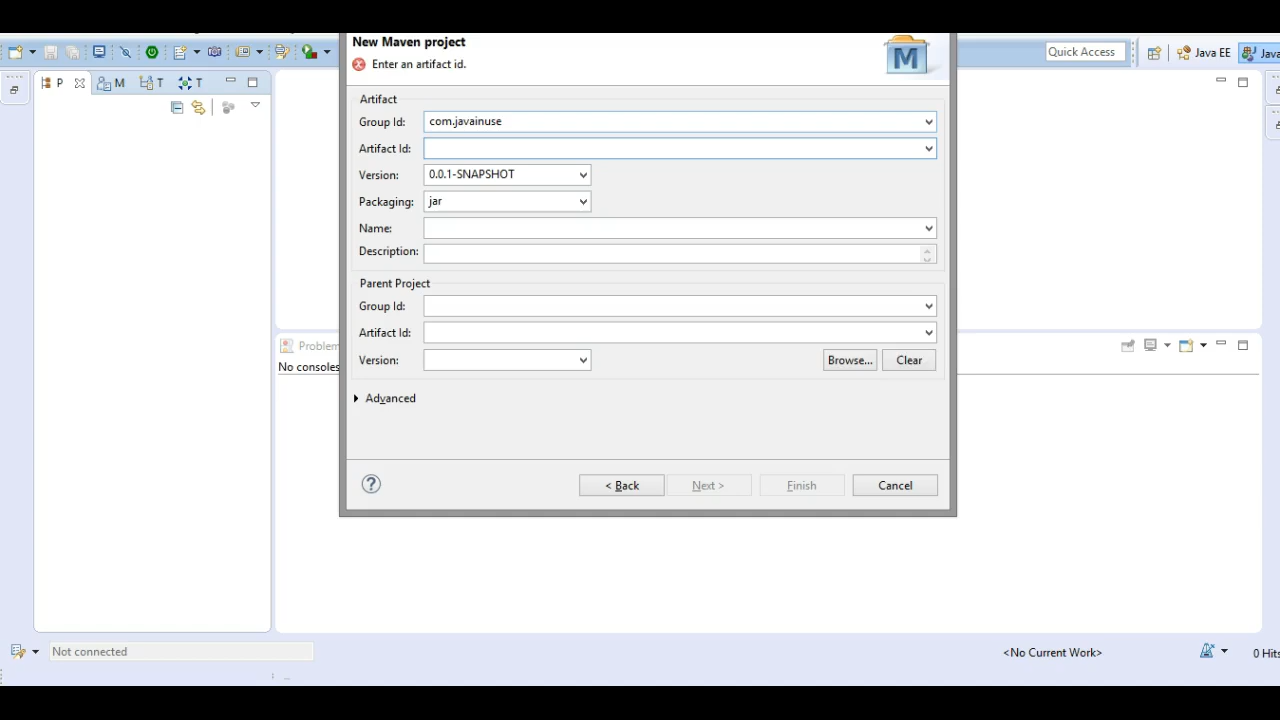 New Maven project
Enter an artifact id.
M
Quick Access
Java EE
Java
P
M
T
T
Artifact
Group Id: com.javainuse
Artifact Id:
Version: 0.0.1-SNAPSHOT
Packaging: jar
Name:
Description:
Parent Project
Group Id:
Artifact Id:
Version:
Browse... Clear
Advanced
Problem
No consoles
? < Back Next > Finish Cancel
Not connected
<No Current Work>
0 Hits